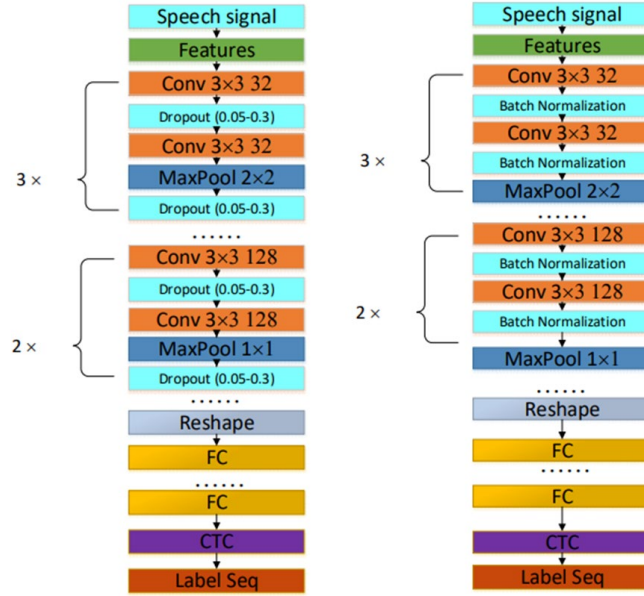 Speech signal
Features
Conv 3×3 32
Dropout (0.05-0.3)
Conv 3×3 32
MaxPool 2×2
Dropout (0.05-0.3)
3 ×
......
Conv 3×3 128
Dropout (0.05-0.3)
Conv 3×3 128
MaxPool 1×1
Dropout (0.05-0.3)
2 ×
......
Reshape
FC
......
FC
CTC
Label Seq
Speech signal
Features
Conv 3×3 32
Batch Normalization
Conv 3×3 32
Batch Normalization
MaxPool 2×2
3 ×
......
Conv 3×3 128
Batch Normalization
Conv 3×3 128
Batch Normalization
MaxPool 1×1
2 ×
......
Reshape
FC
......
FC
CTC
Label Seq